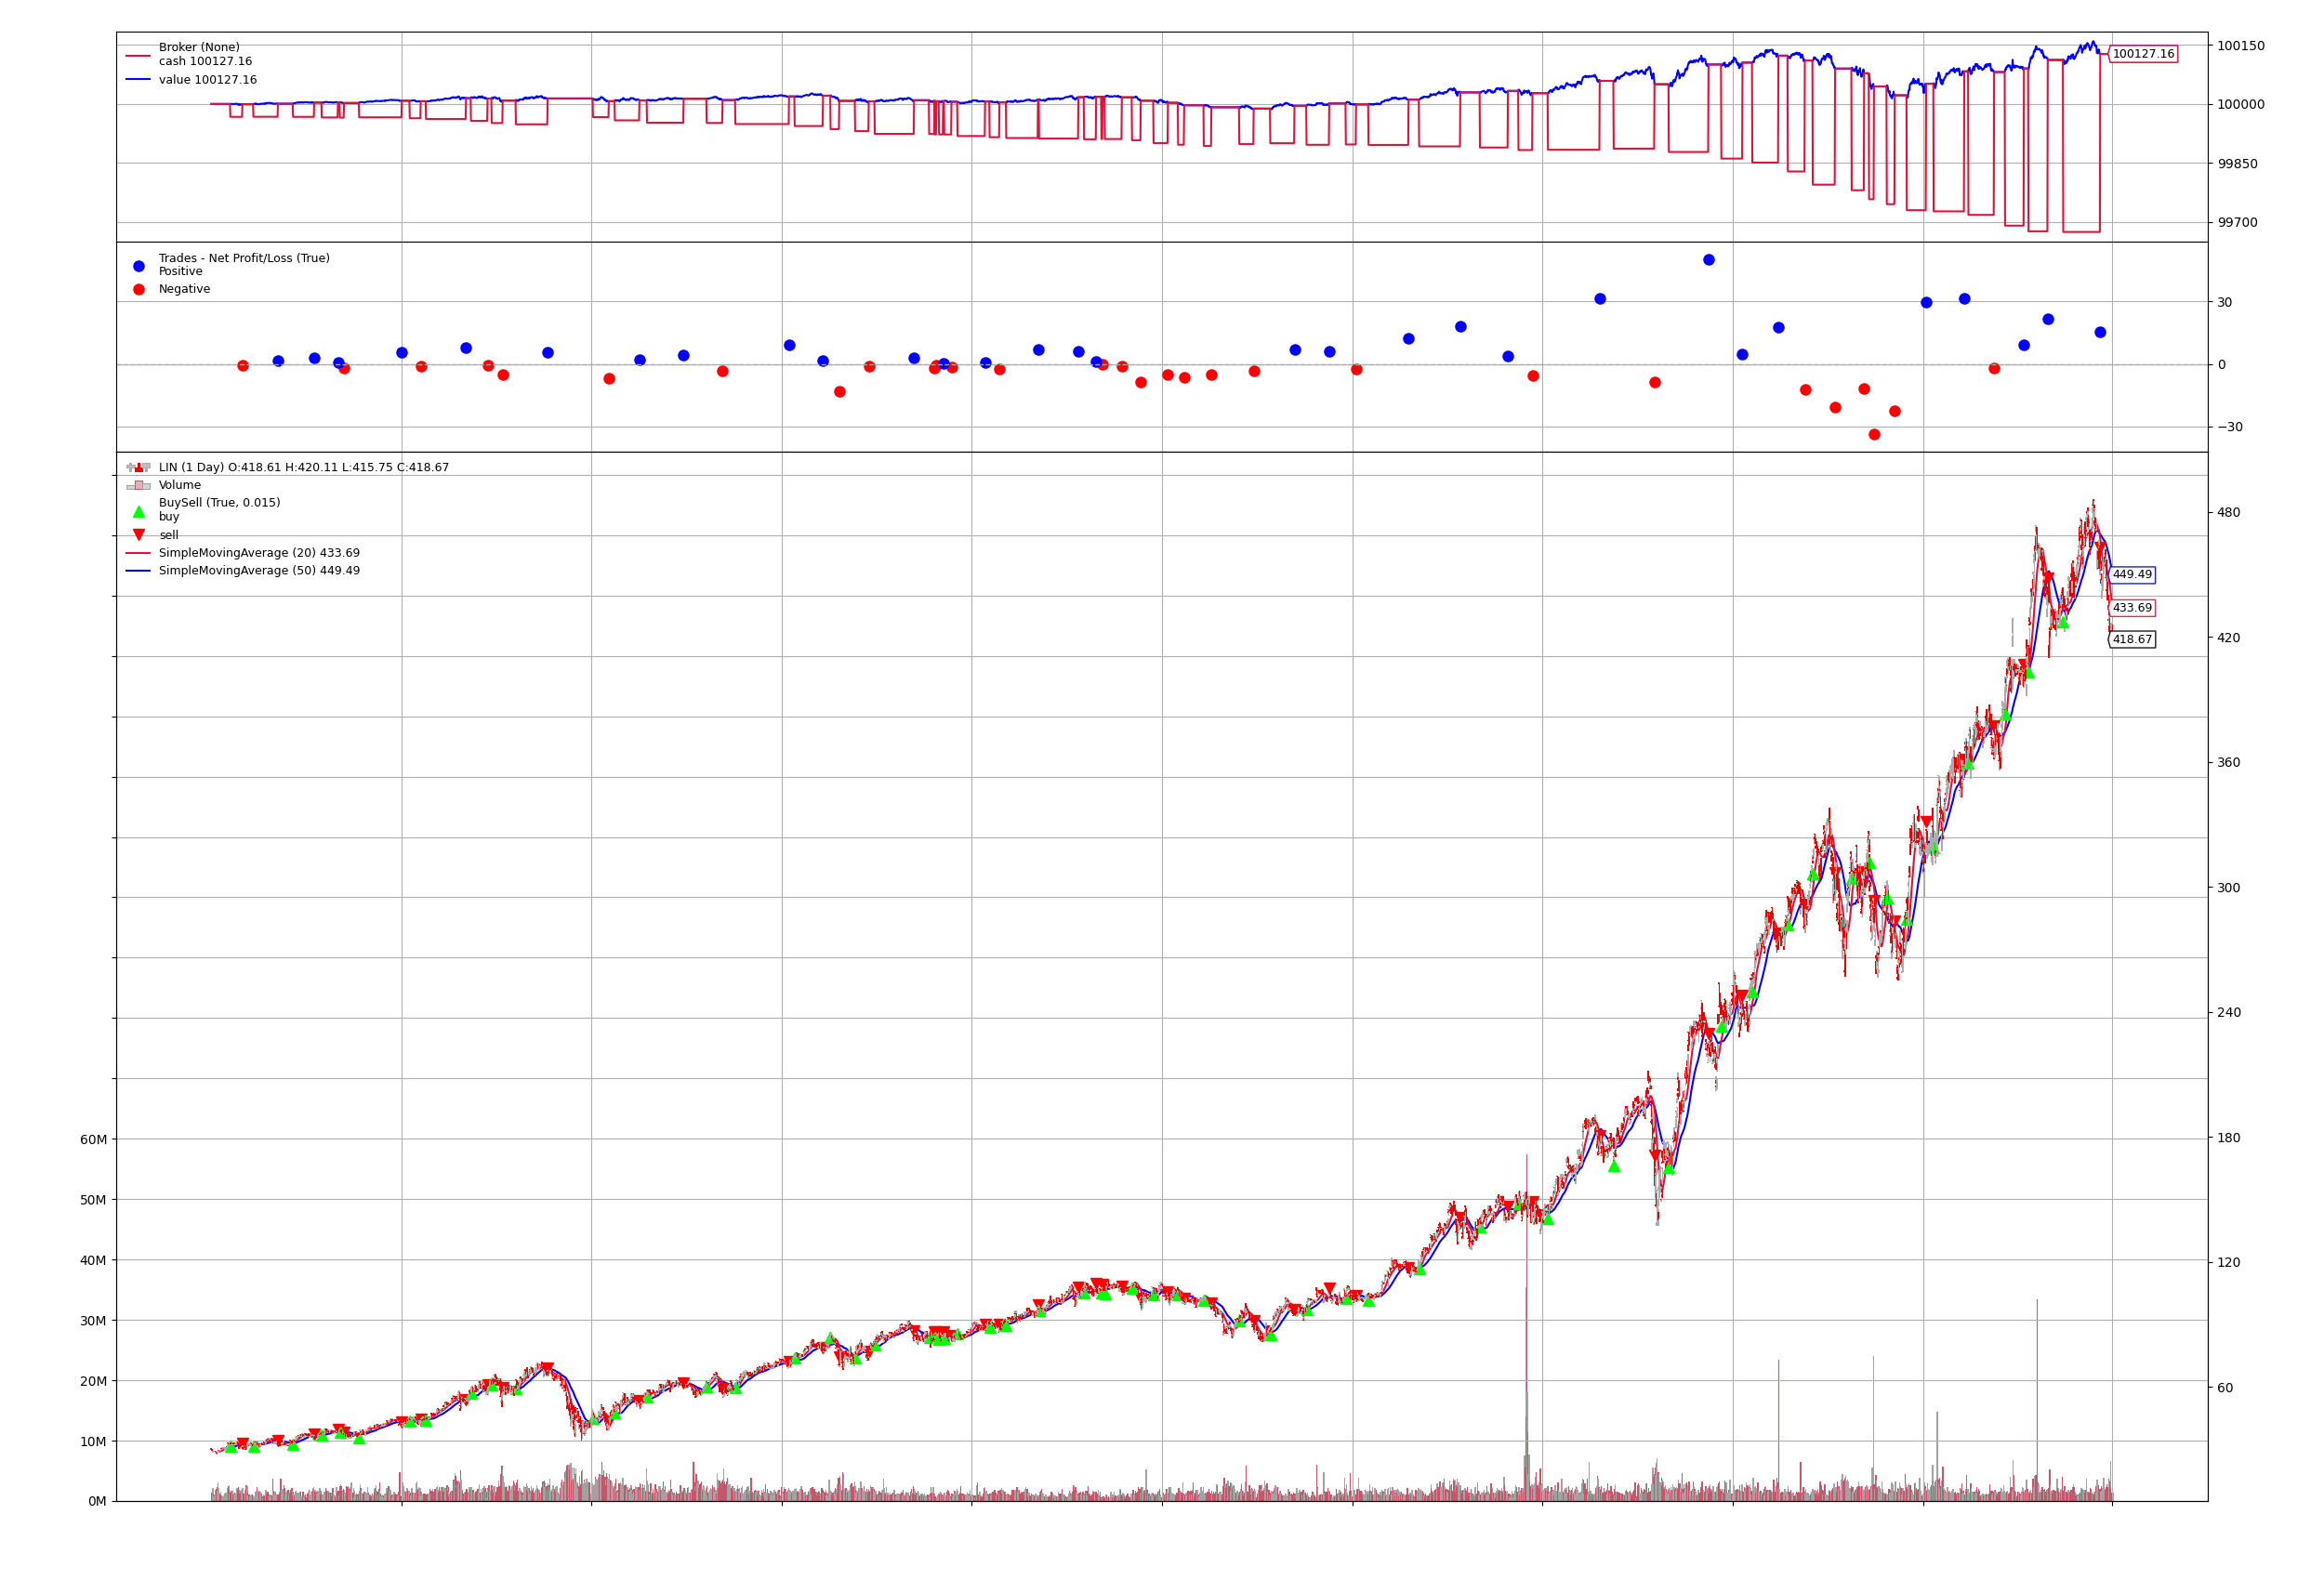 Broker (None)
cash 100127.16
value 100127.16
100150
100127.16
100000
99850
99700
Trades - Net Profit/Loss (True)
Positive
Negative
30
0
−30
LIN (1 Day) O:418.61 H:420.11 L:415.75 C:418.67
Volume
BuySell (True, 0.015)
buy
sell
SimpleMovingAverage (20) 433.69
SimpleMovingAverage (50) 449.49
480
449.49
433.69
420
418.67
360
300
240
180
120
60
60M
50M
40M
30M
20M
10M
0M